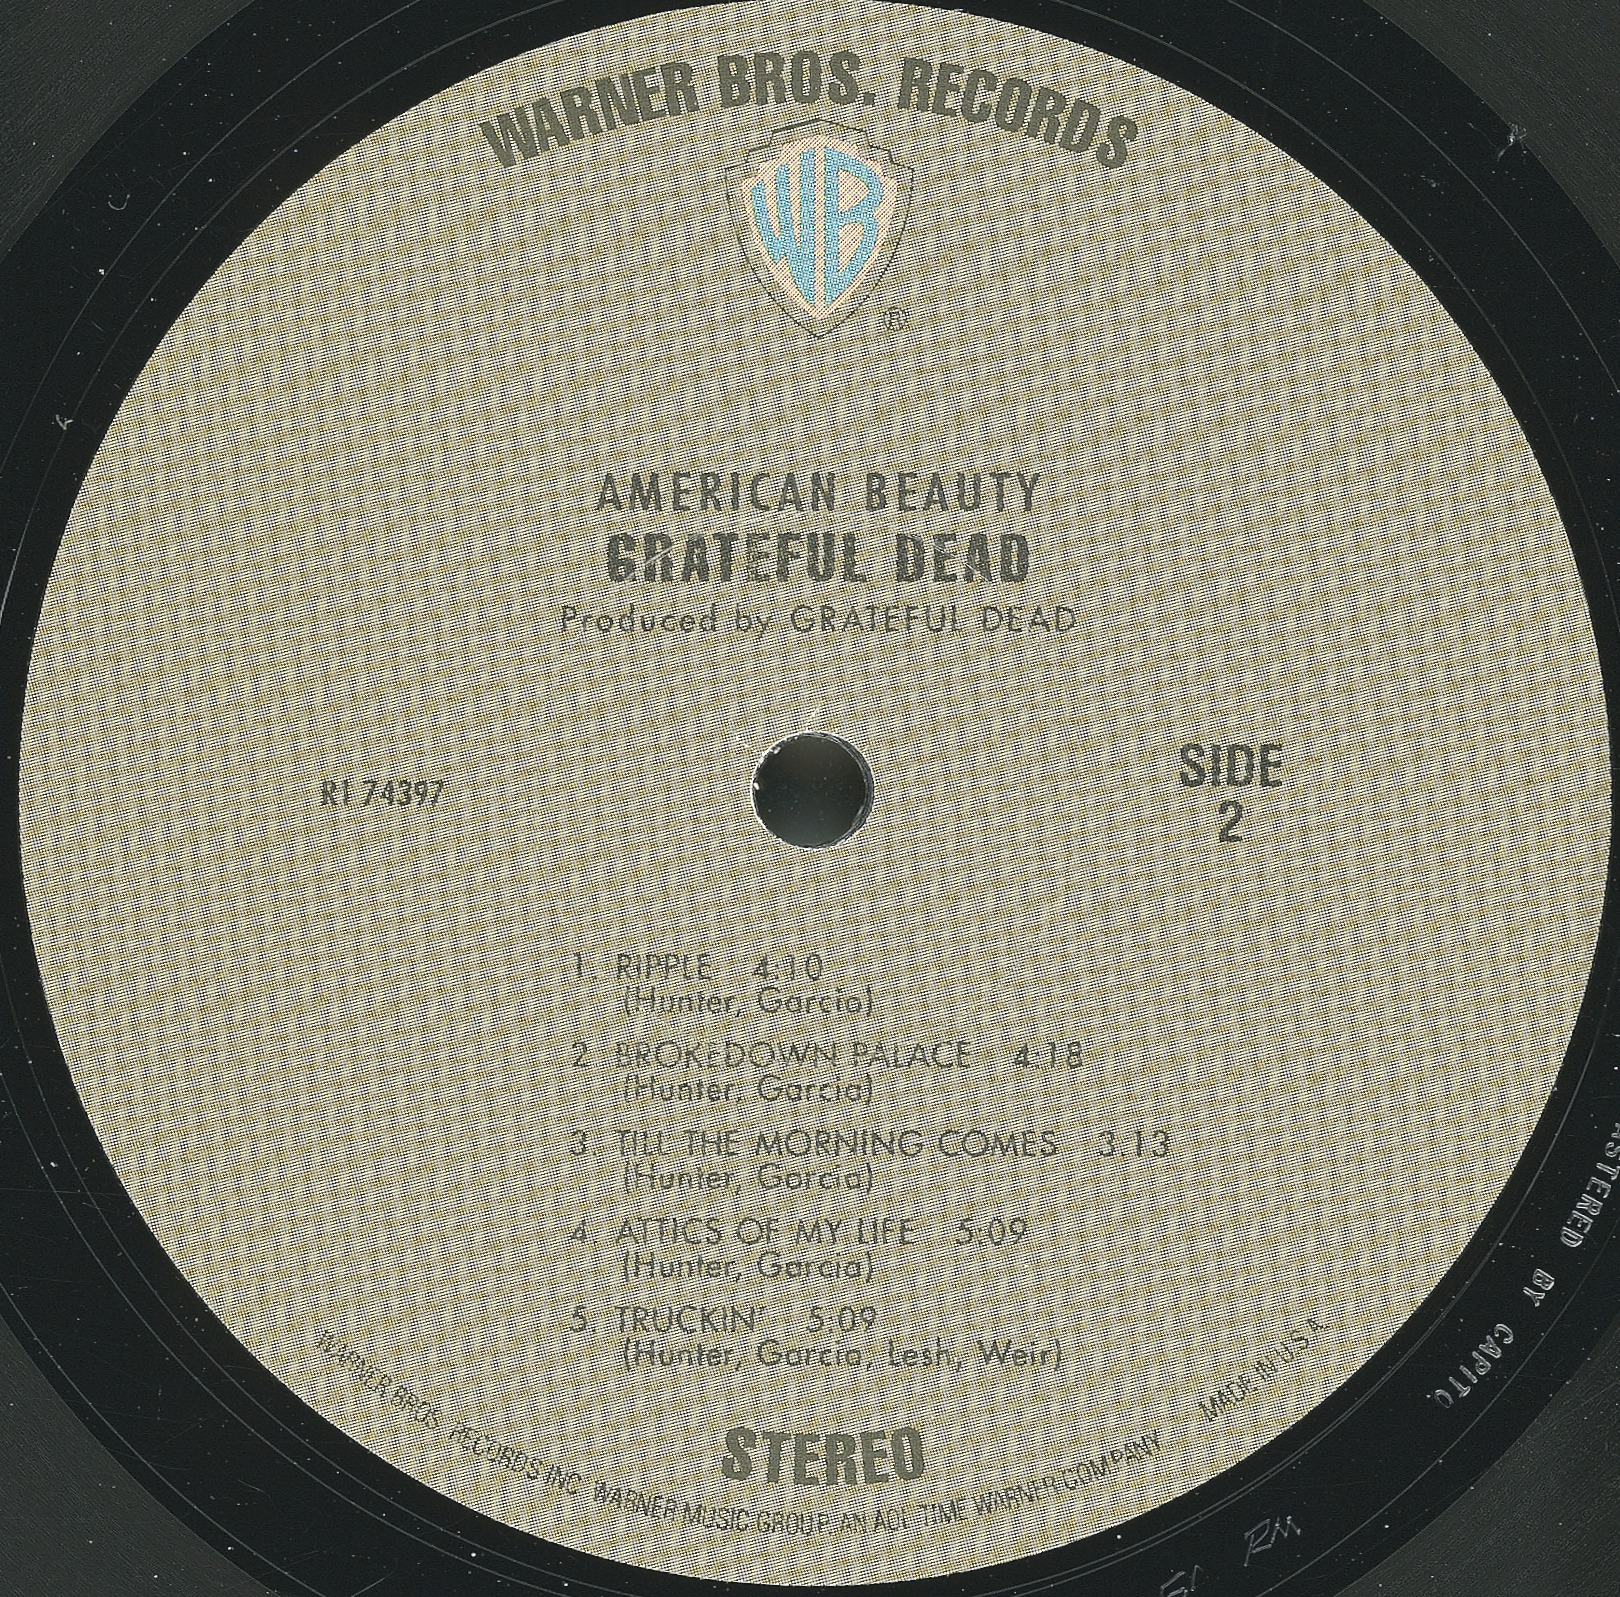 WARNER BROS. RECORDS
WB
®
AMERICAN BEAUTY
GRATEFUL DEAD
Produced by GRATEFUL DEAD
R1 74397
SIDE
2
1. RIPPLE 4:10
(Hunter, Garcia)
2. BROKEDOWN PALACE 4:18
(Hunter, Garcia)
3. TILL THE MORNING COMES 3:13
(Hunter, Garcia)
4. ATTICS OF MY LIFE 5:09
(Hunter, Garcia)
5. TRUCKIN' 5:09
(Hunter, Garcia, Lesh, Weir)
STEREO
WARNER BROS. RECORDS INC. WARNER MUSIC GROUP, AN AOL TIME WARNER COMPANY MADE IN U.S.A.
ASTERED BY CAPITO
RM